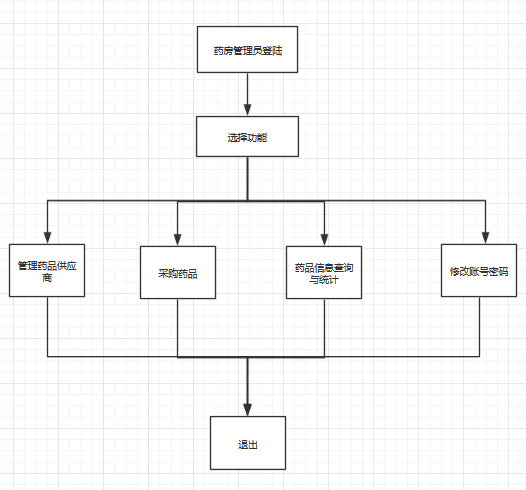 药房管理员登陆
选择功能
管理药品供应
商
采购药品
药品信息查询
与统计
修改账号密码
退出